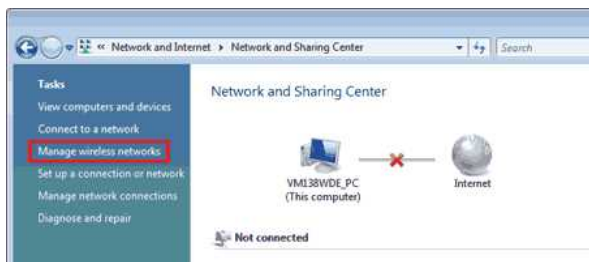 « Network and Internet ▸ Network and Sharing Center
Search
Tasks
View computers and devices
Connect to a network
Manage wireless networks
Set up a connection or network
Manage network connections
Diagnose and repair
Network and Sharing Center
VM138WDE_PC
(This computer)
Internet
Not connected